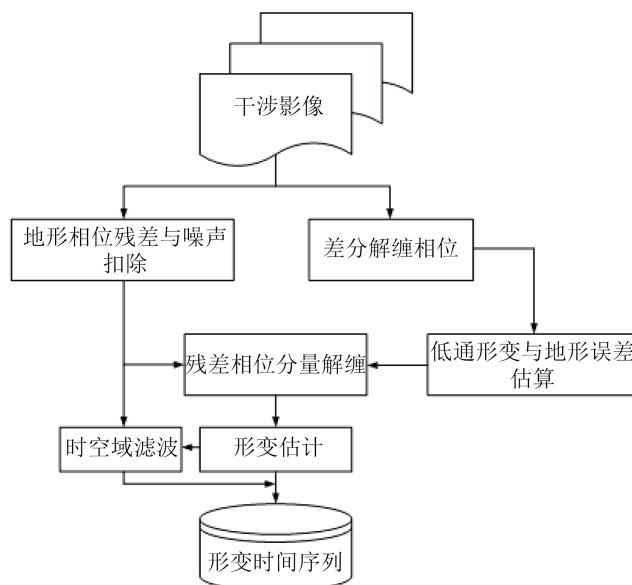 干涉影像
地形相位残差与噪声
扣除
差分解缠相位
残差相位分量解缠
低通形变与地形误差
估算
时空域滤波
形变估计
形变时间序列